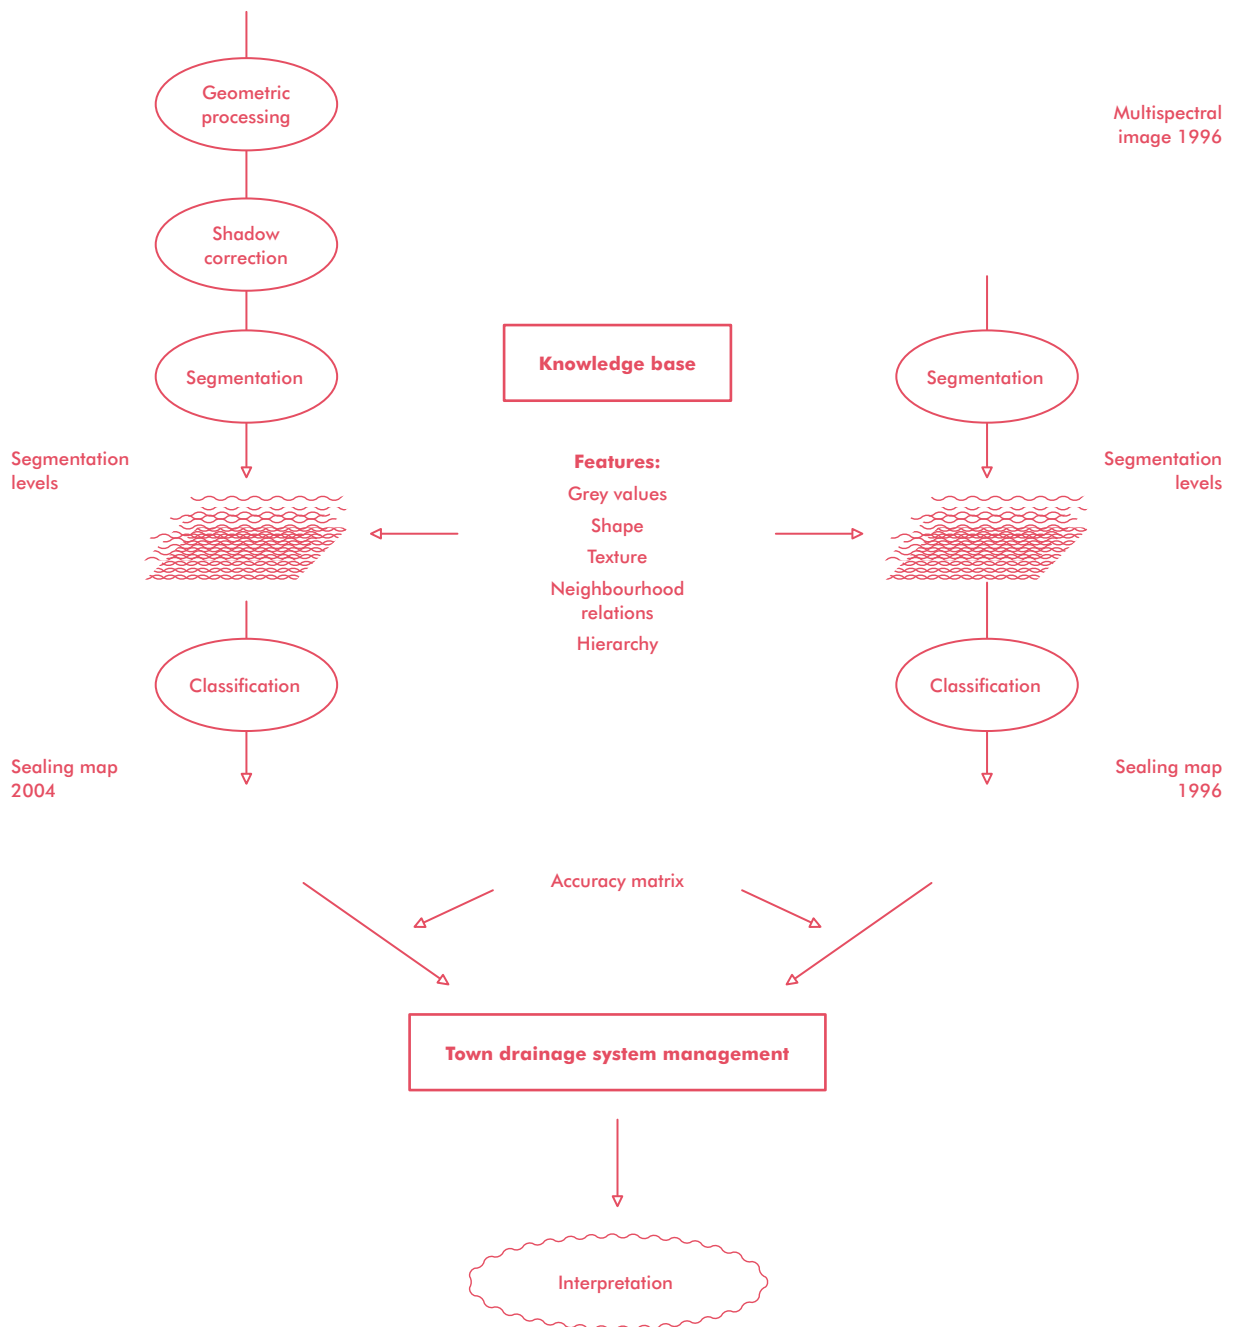 Geometric
processing
Multispectral
image 1996
Shadow
correction
Knowledge base
Segmentation
Segmentation
Segmentation
levels
Features:
Grey values
Shape
Texture
Neighbourhood
relations
Hierarchy
Segmentation
levels
Classification
Classification
Sealing map
2004
Sealing map
1996
Accuracy matrix
Town drainage system management
Interpretation